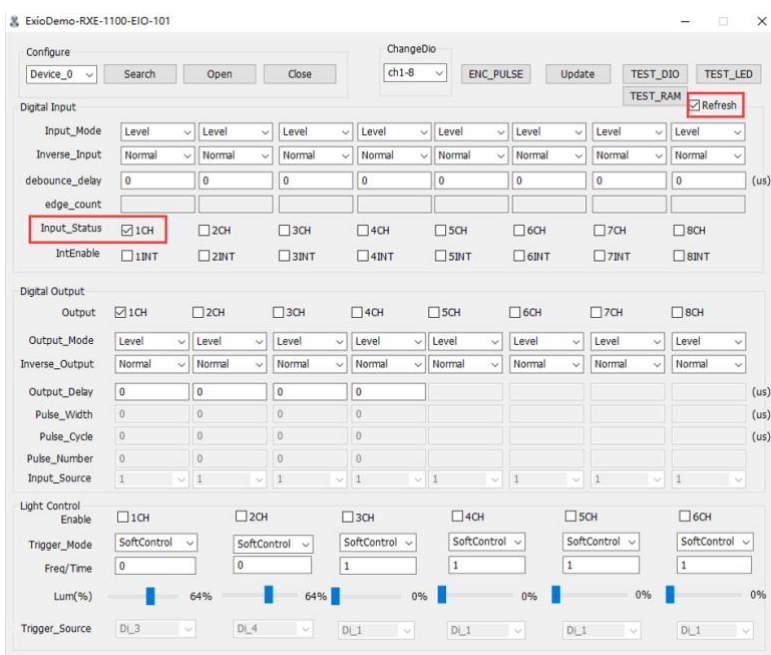 ExioDemo-RXE-1100-EIO-101
Configure
ChangeDio
Device_0 Search Open Close ch1-8 ENC_PULSE Update TEST_DIO TEST_LED
TEST_RAM Refresh
Digital Input
Input_Mode Level Level Level Level Level Level Level Level
Inverse_Input Normal Normal Normal Normal Normal Normal Normal Normal
debounce_delay 0 0 0 0 0 0 0 0 (us)
edge_count
Input_Status 1CH 2CH 3CH 4CH 5CH 6CH 7CH 8CH
IntEnable 1INT 2INT 3INT 4INT 5INT 6INT 7INT 8INT
Digital Output
Output 1CH 2CH 3CH 4CH 5CH 6CH 7CH 8CH
Output_Mode Level Level Level Level Level Level Level Level
Inverse_Output Normal Normal Normal Normal Normal Normal Normal Normal
Output_Delay 0 0 0 0 (us)
Pulse_Width 0 0 0 0 (us)
Pulse_Cycle 0 0 0 0 (us)
Pulse_Number 0 0 0 0
Input_Source 1 1 1 1 1 1 1 1
Light Control
Enable 1CH 2CH 3CH 4CH 5CH 6CH
Trigger_Mode SoftControl SoftControl SoftControl SoftControl SoftControl SoftControl
Freq/Time 0 0 1 1 1 1
Lum(%) 64% 64% 0% 0% 0% 0%
Trigger_Source Di_3 Di_4 Di_1 Di_1 Di_1 Di_1